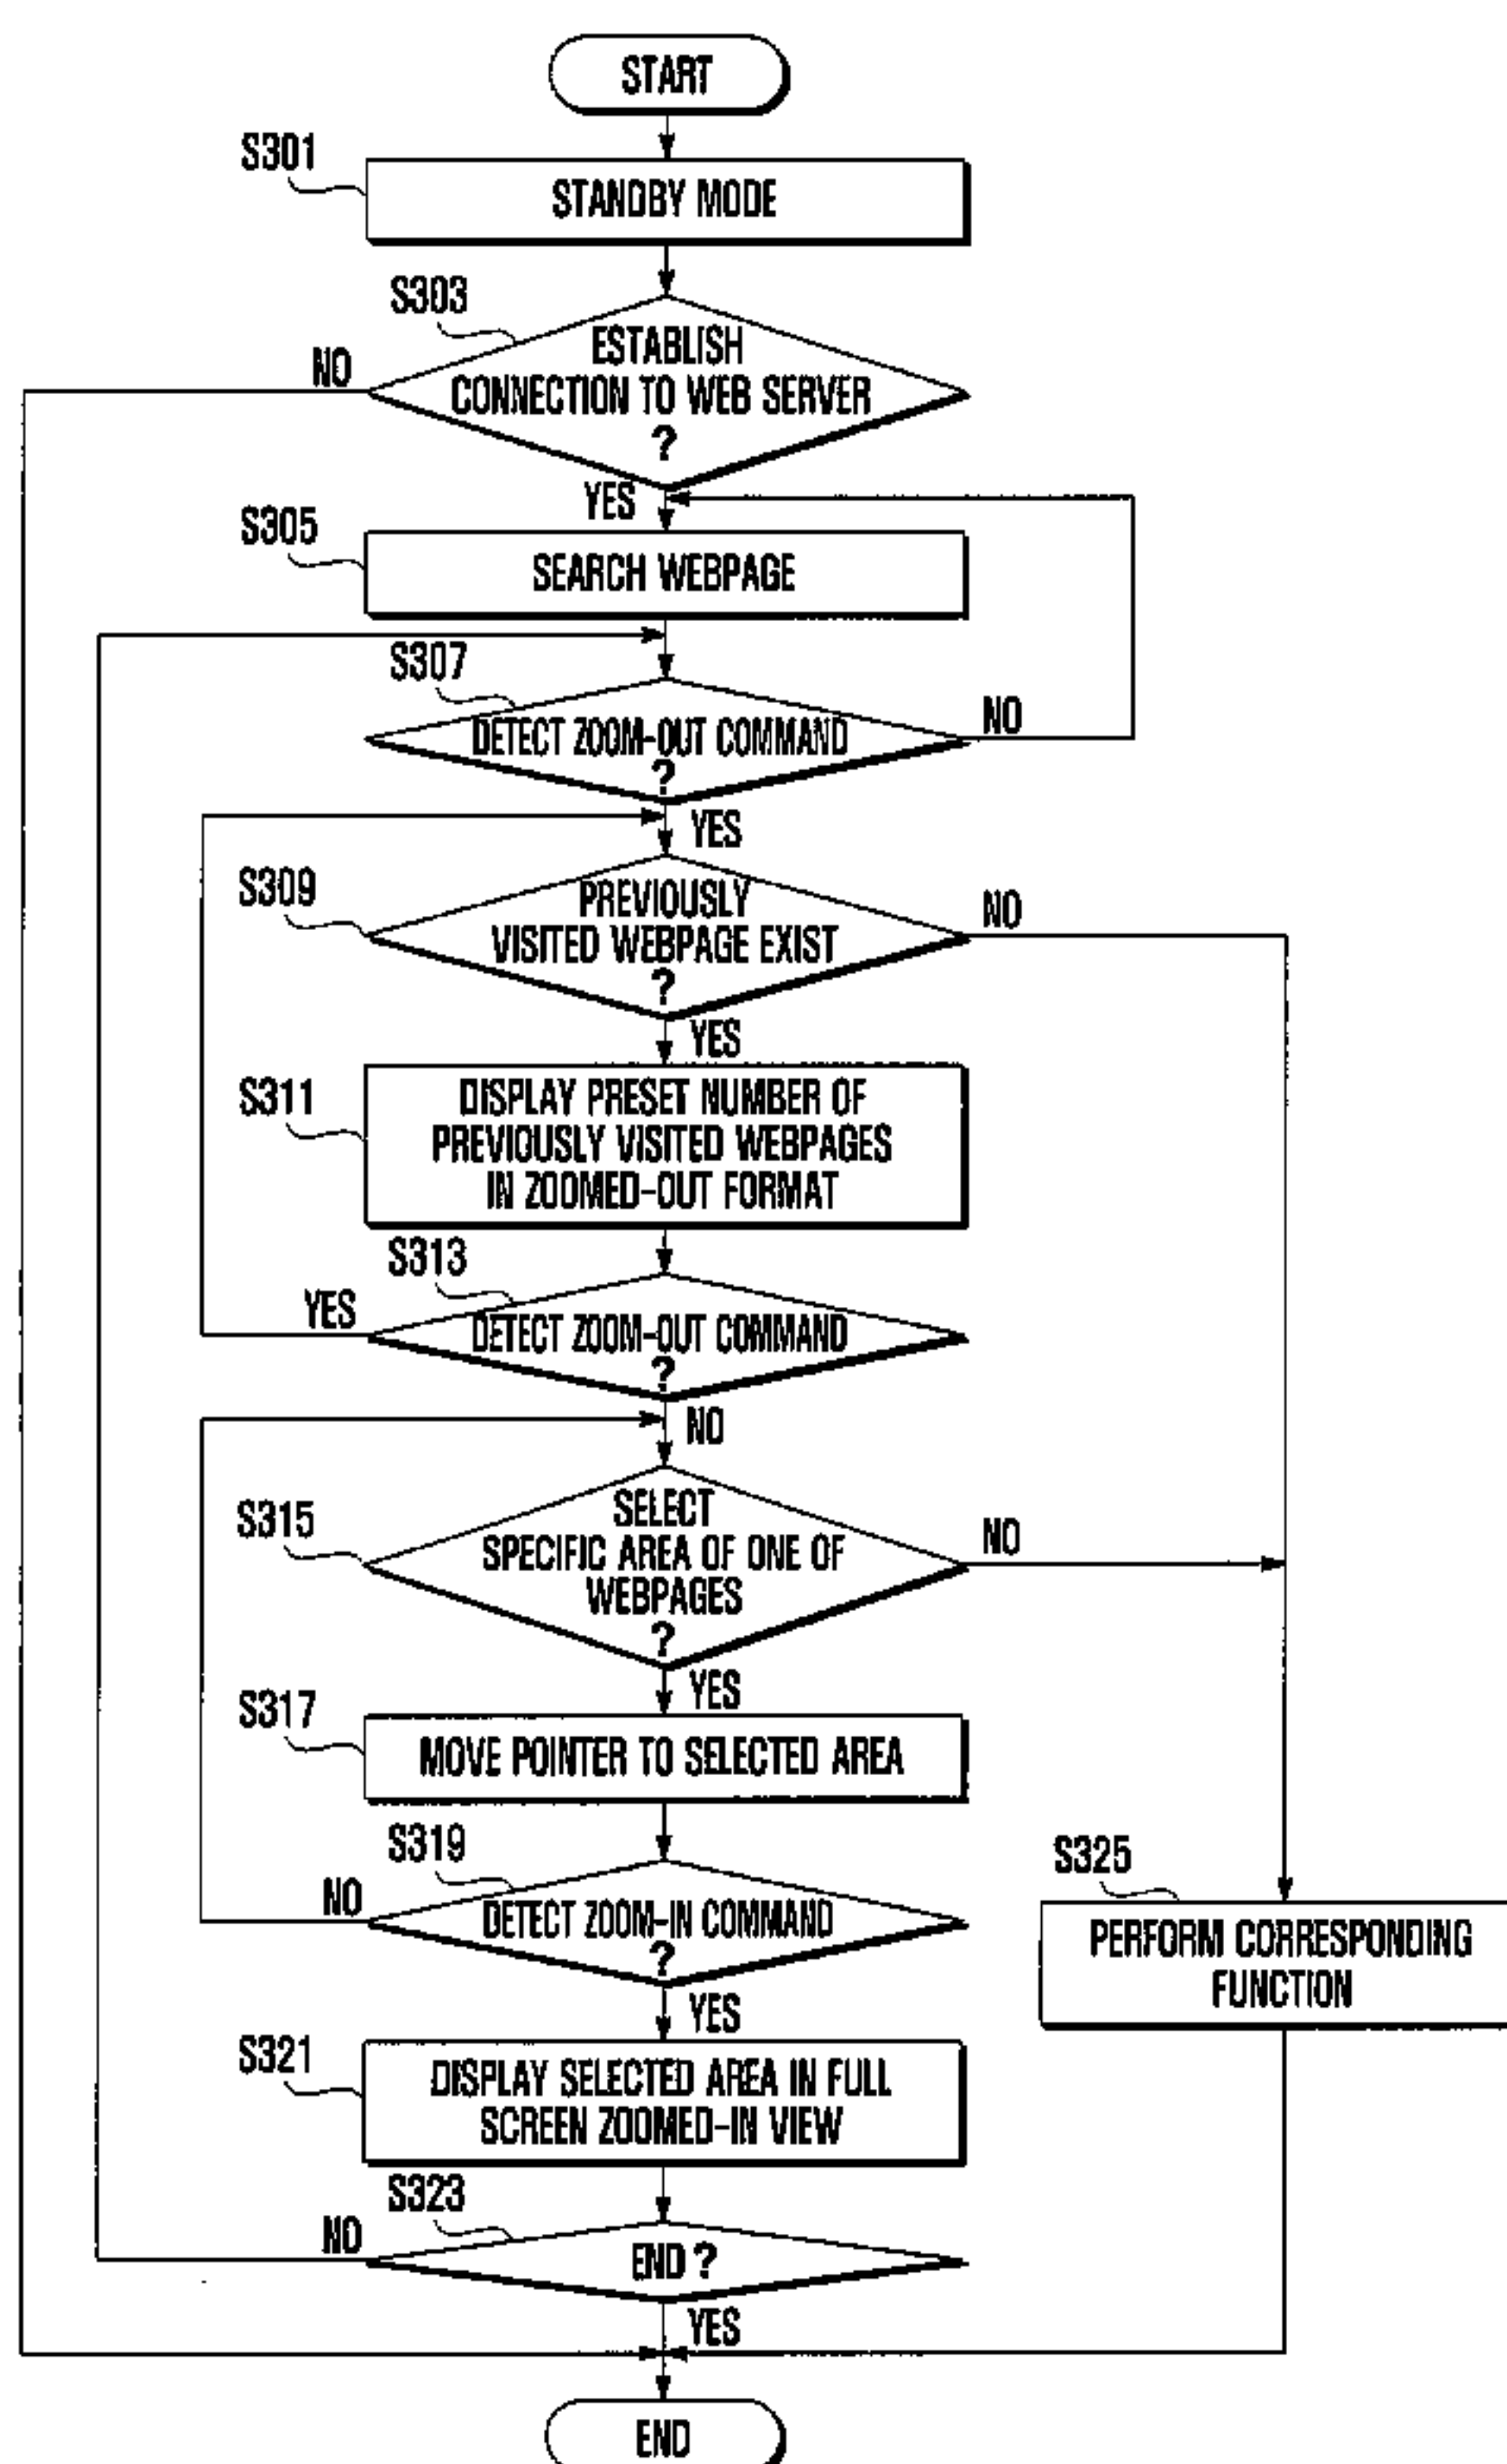 START
S301
STANDBY MODE
S303
ESTABLISH
CONNECTION TO WEB SERVER
?
NO
YES
S305
SEARCH WEBPAGE
S307
DETECT ZOOM-OUT COMMAND
?
NO
YES
S309
PREVIOUSLY
VISITED WEBPAGE EXIST
?
NO
YES
S311
DISPLAY PRESET NUMBER OF
PREVIOUSLY VISITED WEBPAGES
IN ZOOMED-OUT FORMAT
S313
YES
DETECT ZOOM-OUT COMMAND
?
NO
S315
SELECT
SPECIFIC AREA OF ONE OF
WEBPAGES
?
NO
YES
S317
MOVE POINTER TO SELECTED AREA
S319
NO
DETECT ZOOM-IN COMMAND
?
YES
S325
PERFORM CORRESPONDING
FUNCTION
S321
DISPLAY SELECTED AREA IN FULL
SCREEN ZOOMED-IN VIEW
S323
NO
END ?
YES
END